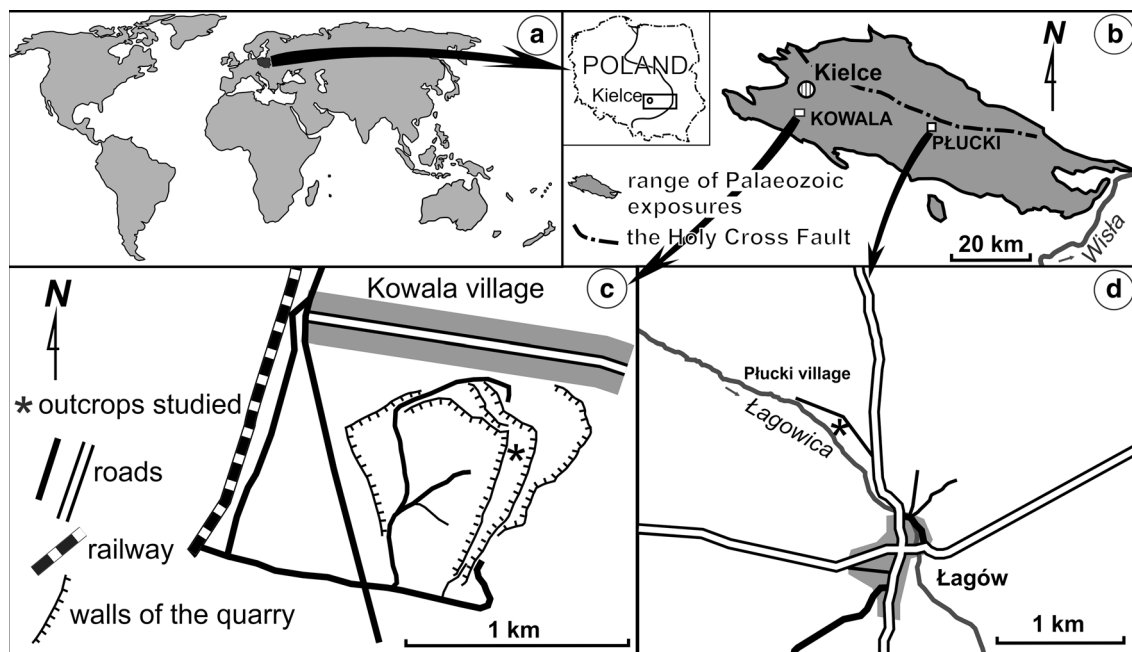 a
POLAND
Kielce
b
N
Kielce
KOWALA
PŁUCKI
range of Palaeozoic
exposures
the Holy Cross Fault
20 km
Wisła
c
N
Kowala village
* outcrops studied
roads
railway
walls of the quarry
1 km
d
Płucki village
Łagowica
Łagów
1 km